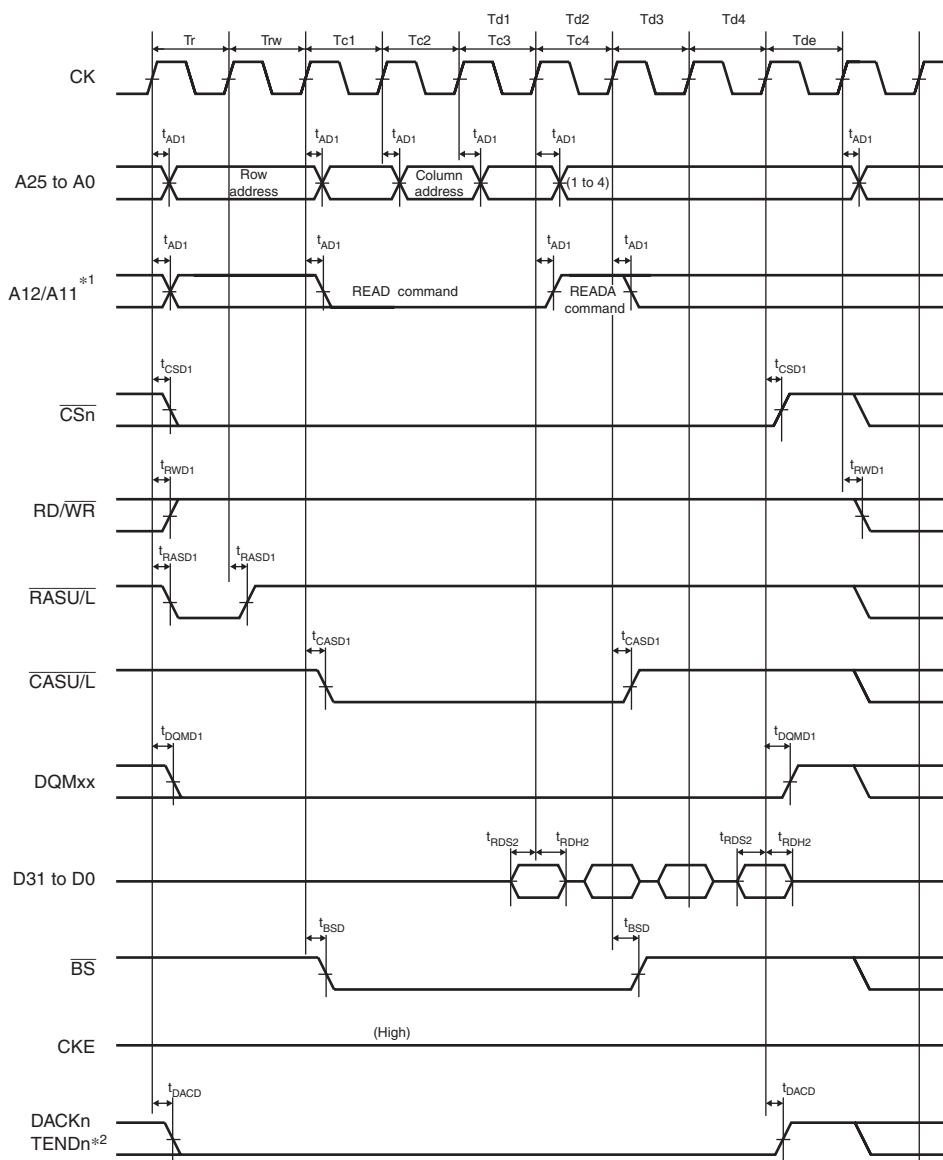 Td1 Td2 Td3 Td4
Tr Trw Tc1 Tc2 Tc3 Tc4 Tde
CK
tAD1 tAD1 tAD1 tAD1 tAD1 tAD1
A25 to A0
Row
address
Column
address
(1 to 4)
tAD1 tAD1 tAD1 tAD1
A12/A11*1
READ command
READA
command
tCSD1 tCSD1
CSn
tRWD1 tRWD1
RD/WR
tRASD1 tRASD1
RASU/L
tCASD1 tCASD1
CASU/L
tDQMD1 tDQMD1
DQMxx
tRDS2 tRDH2 tRDS2 tRDH2
D31 to D0
tBSD tBSD
BS
(High)
CKE
tDACD tDACD
DACKn
TENDn*2